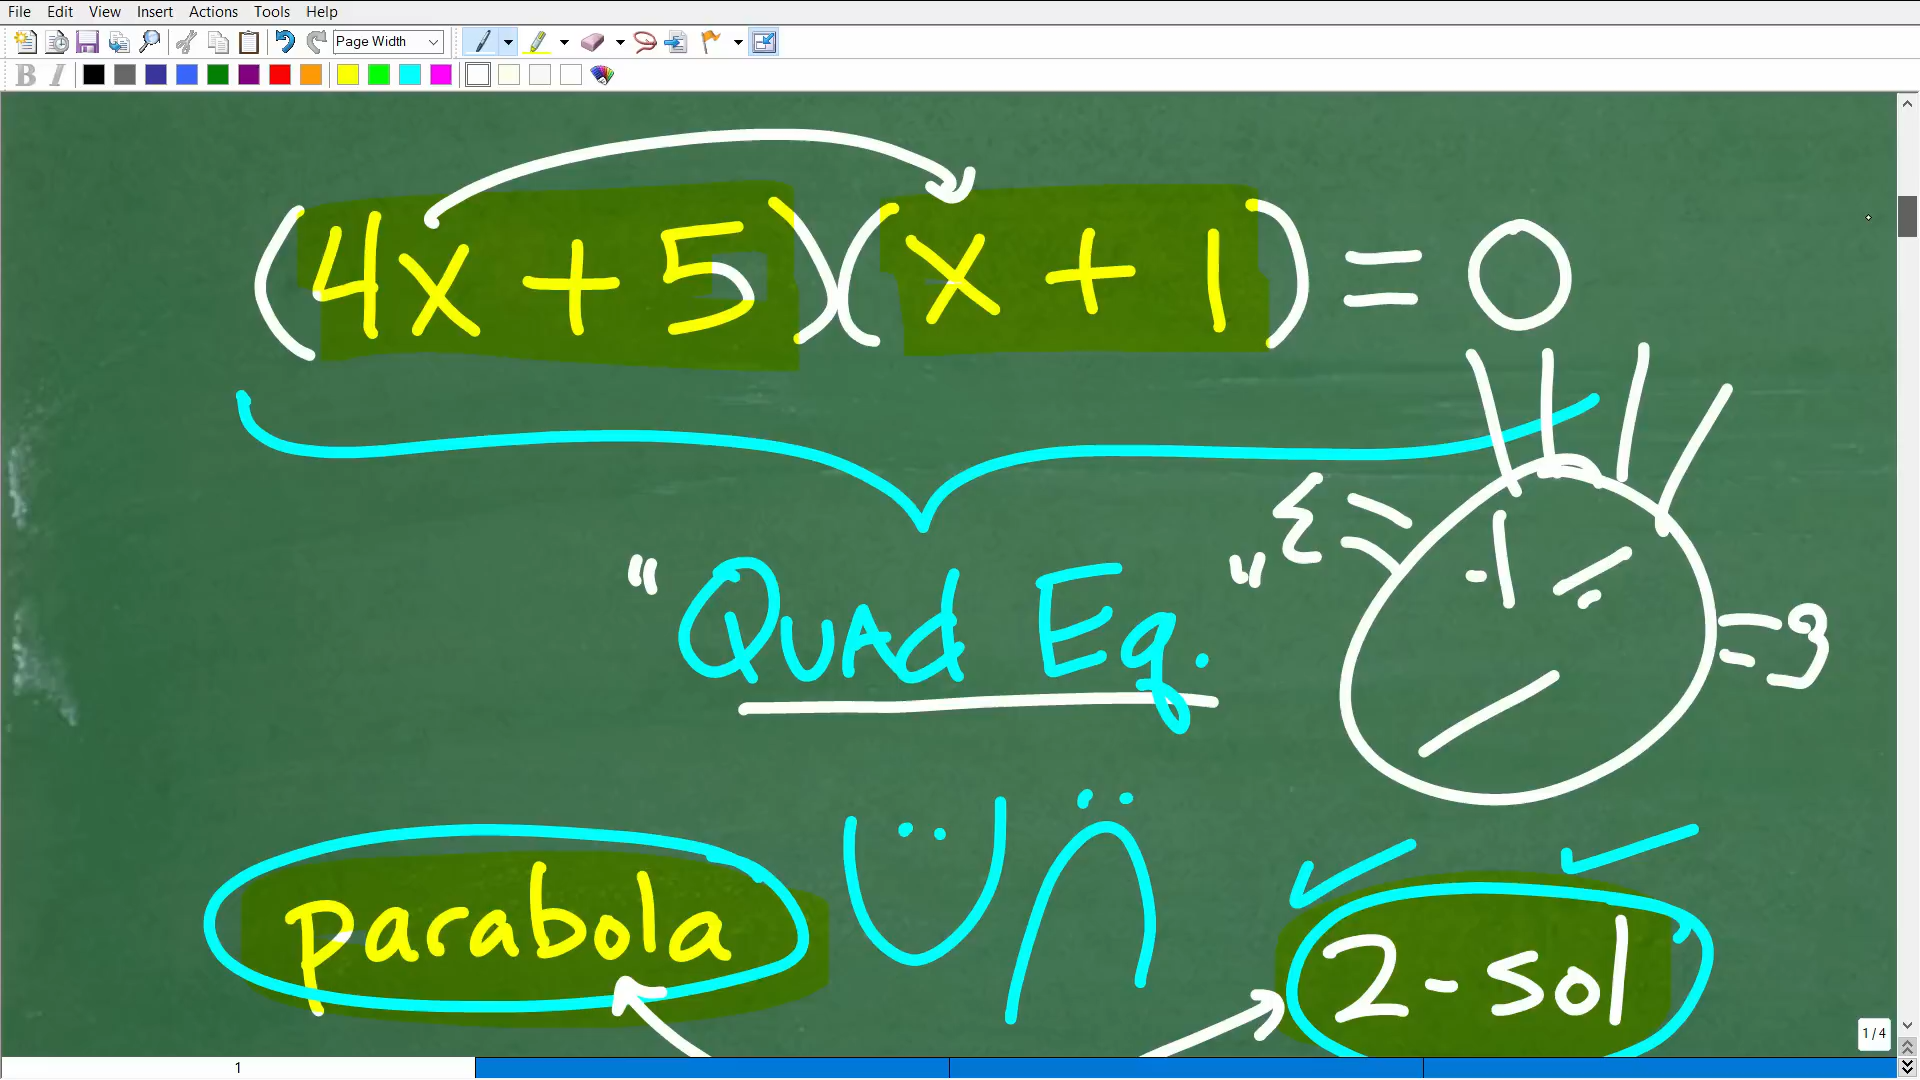 File Edit View Insert Actions Tools Help
Page Width
B I
(4x + 5)(x + 1) = 0
"Quad Eq."
parabola
2-sol
1 / 4
1